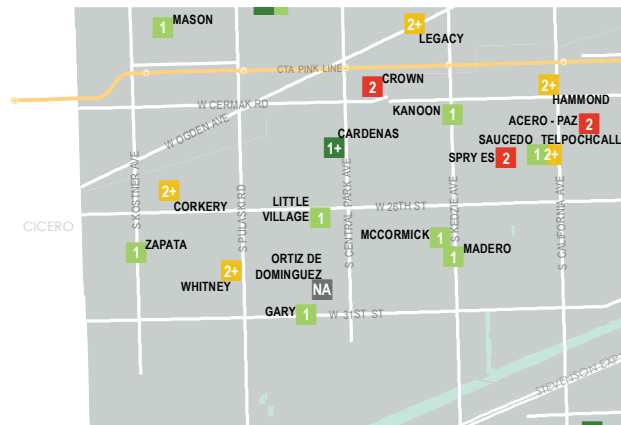 MASON
1
2+
LEGACY
CTA PINK LINE
CROWN
2
2+
HAMMOND
W CERMAK RD
KANOON
1
ACERO - PAZ
2
W OGDEN AVE
CARDENAS
1+
SAUCEDO
TELPOCHCALL
1
2+
SPRY ES
2
S KOSTNER AVE
S PULASKI RD
S CENTRAL PARK AVE
S KEDZIE AVE
S CALIFORNIA AVE
2+
CORKERY
LITTLE
VILLAGE
1
W 26TH ST
CICERO
ZAPATA
1
MCCORMICK
1
MADERO
1
WHITNEY
2+
ORTIZ DE
DOMINGUEZ
NA
GARY
1
W 31ST ST
STEVENSON EXP